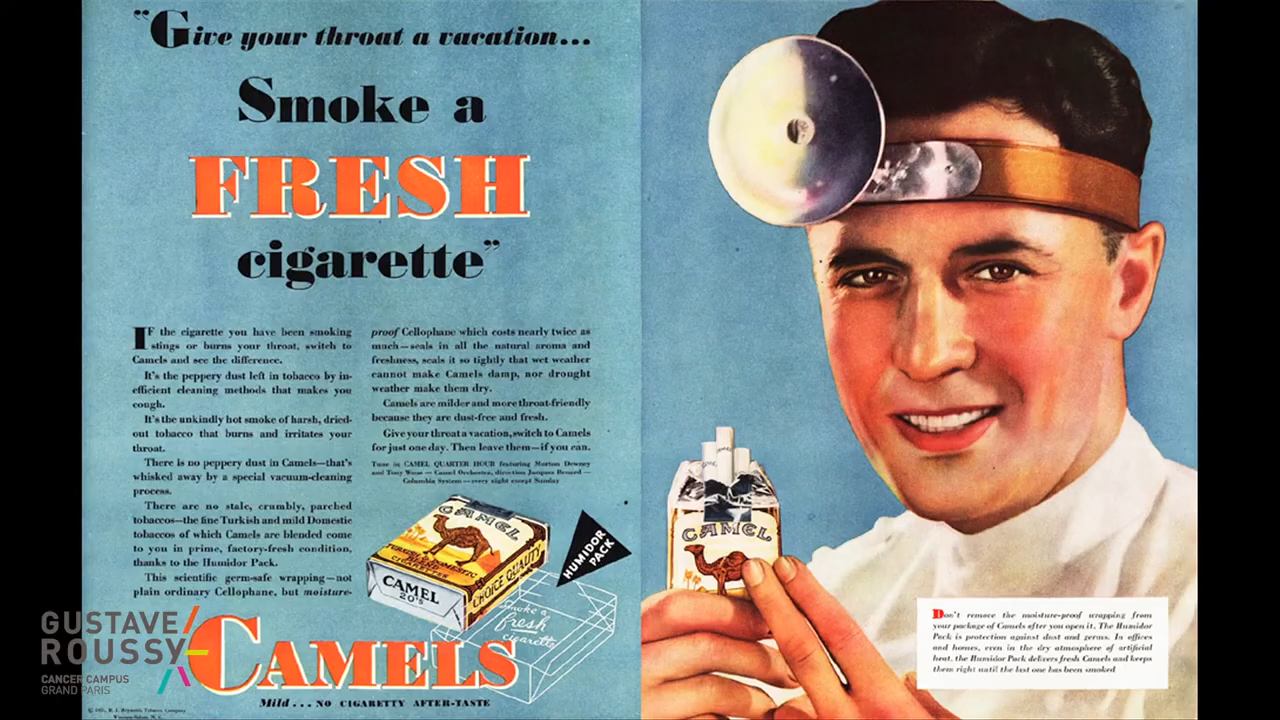 "Give your throat a vacation...
Smoke a
FRESH
cigarette"
IF the cigarette you have been smoking
stings or burns your throat, switch to
Camels and see the difference.
It's the peppery dust left in tobacco by in-
efficient cleaning methods that makes you
cough.
It's the unkindly hot smoke of harsh, dried-
out tobacco that burns and irritates your
throat.
There is no peppery dust in Camels—that's
whisked away by a special vacuum-cleaning
process.
There are no stale, crumbly, parched
tobaccos—the fine Turkish and mild Domestic
tobaccos of which Camels are blended come
to you in prime, factory-fresh condition,
thanks to the Humidor Pack.
This scientific germ-safe wrapping—not
plain ordinary Cellophane, but moisture-
proof Cellophane which costs nearly twice as
much—seals in all the natural aroma and
freshness, seals it so tightly that wet weather
cannot make Camels damp, nor drought
weather make them dry.
Camels are milder and more throat-friendly
because they are dust-free and fresh.
Give your throat a vacation, switch to Camels
for just one day. Then leave them—if you can.
Tune in CAMEL QUARTER HOUR featuring Morton Downey
and Tony Wons — Camel Orchestra, direction Jacques Renard —
Columbia System — every night except Sunday
CAMEL
TURKISH & DOMESTIC
BLEND
CIGARETTES
CHOICE QUALITY
CAMEL
20'S
HUMIDOR
PACK
Smoke a
fresh
cigarette
CAMELS
Mild... NO CIGARETTY AFTER-TASTE
© 1931, R. J. Reynolds Tobacco Company
Winston-Salem, N. C.
CAMEL
Don't remove the moisture-proof wrapping from
your package of Camels after you open it. The Humidor
Pack is protection against dust and germs. In offices
and homes, even in the dry atmosphere of artificial
heat, the Humidor Pack delivers fresh Camels and keeps
them right until the last one has been smoked
GUSTAVE
ROUSSY
CANCER CAMPUS
GRAND PARIS